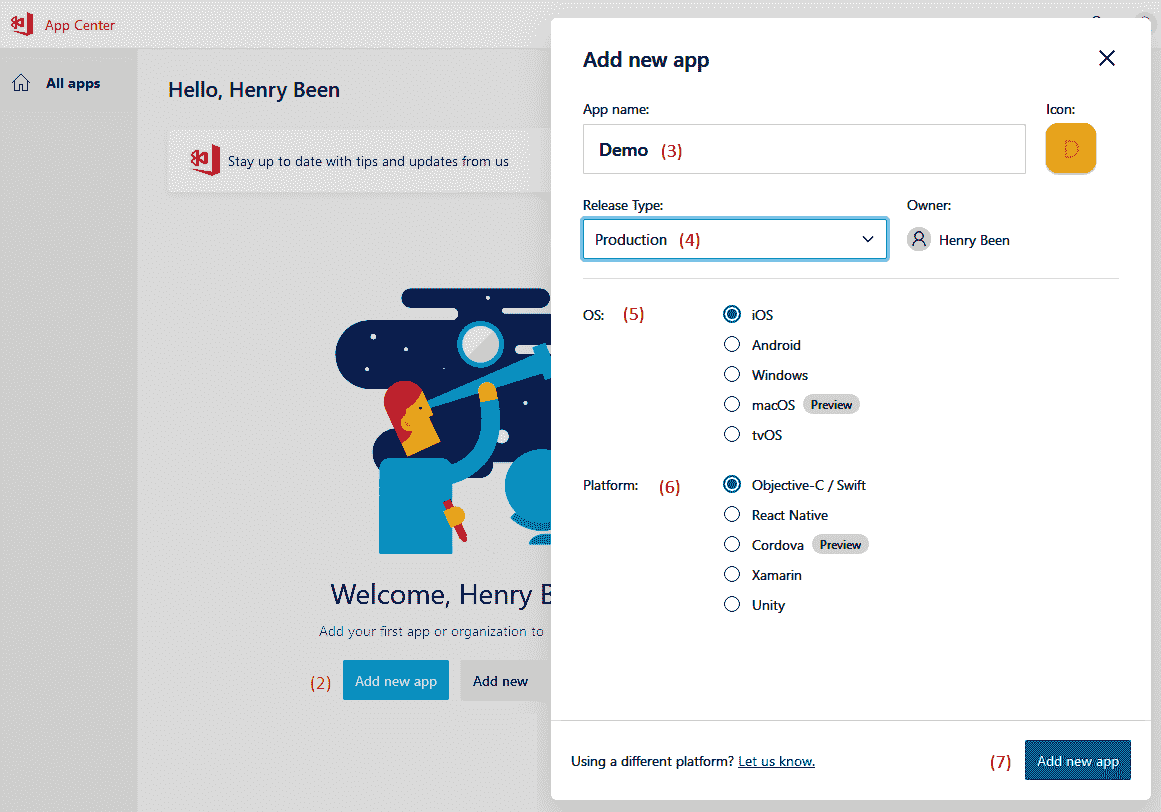 App Center
All apps
Hello, Henry Been
Stay up to date with tips and updates from us
Welcome, Henry B
Add your first app or organization to
(2) Add new app Add new
Add new app
App name: Icon:
Demo (3) D
Release Type: Owner:
Production (4) Henry Been
OS: (5) iOS
Android
Windows
macOS Preview
tvOS
Platform: (6) Objective-C / Swift
React Native
Cordova Preview
Xamarin
Unity
Using a different platform? Let us know. (7) Add new app